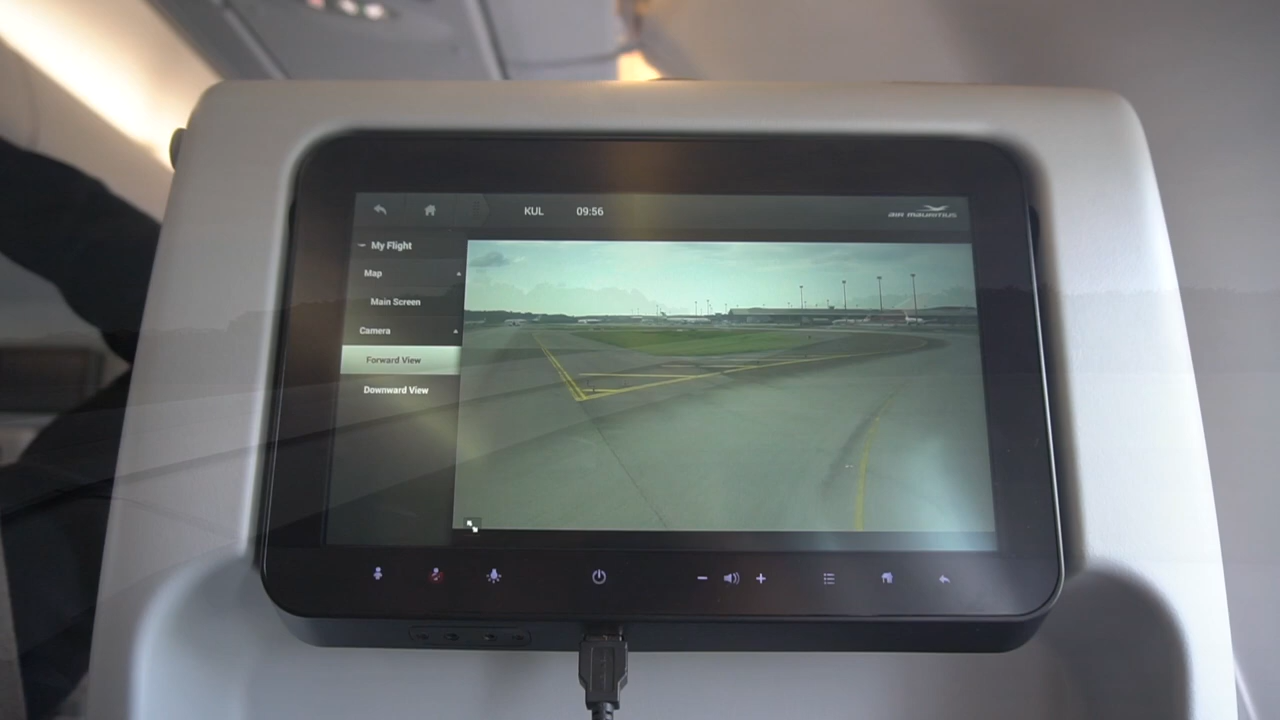 KUL 09:56 AIR MAURITIUS
My Flight
Map
Main Screen
Camera
Forward View
Downward View